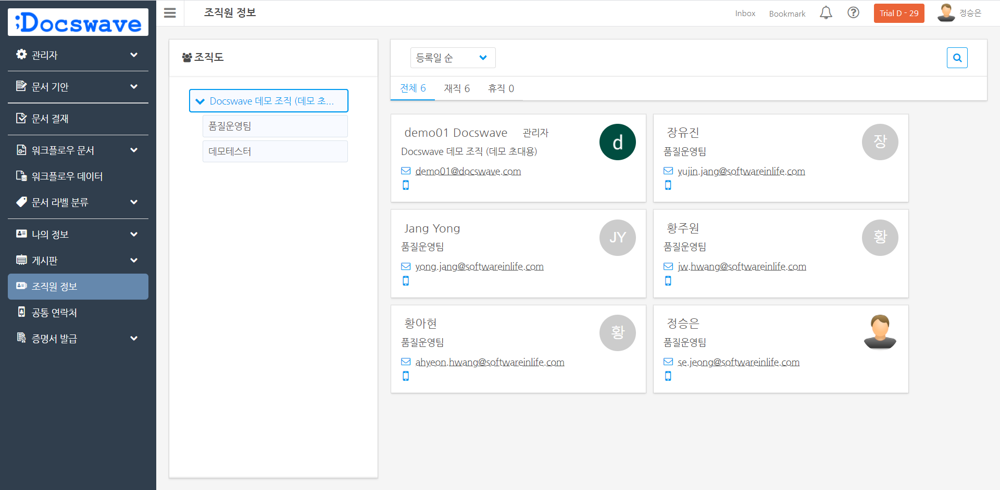 ;Docswave
관리자
문서 기안
문서 결재
워크플로우 문서
워크플로우 데이터
문서 라벨 분류
나의 정보
게시판
조직원 정보
공통 연락처
증명서 발급
조직원 정보
Inbox
Bookmark
Trial D - 29
정승은
조직도
Docswave 데모 조직 (데모 초...
품질운영팀
데모테스터
등록일 순
전체 6 재직 6 휴직 0
demo01 Docswave 관리자
Docswave 데모 조직 (데모 초대용)
demo01@docswave.com
d
장유진
품질운영팀
yujin.jang@softwareinlife.com
장
Jang Yong
품질운영팀
yong.jang@softwareinlife.com
JY
황주원
품질운영팀
jw.hwang@softwareinlife.com
황
황아현
품질운영팀
ahyeon.hwang@softwareinlife.com
황
정승은
품질운영팀
se.jeong@softwareinlife.com